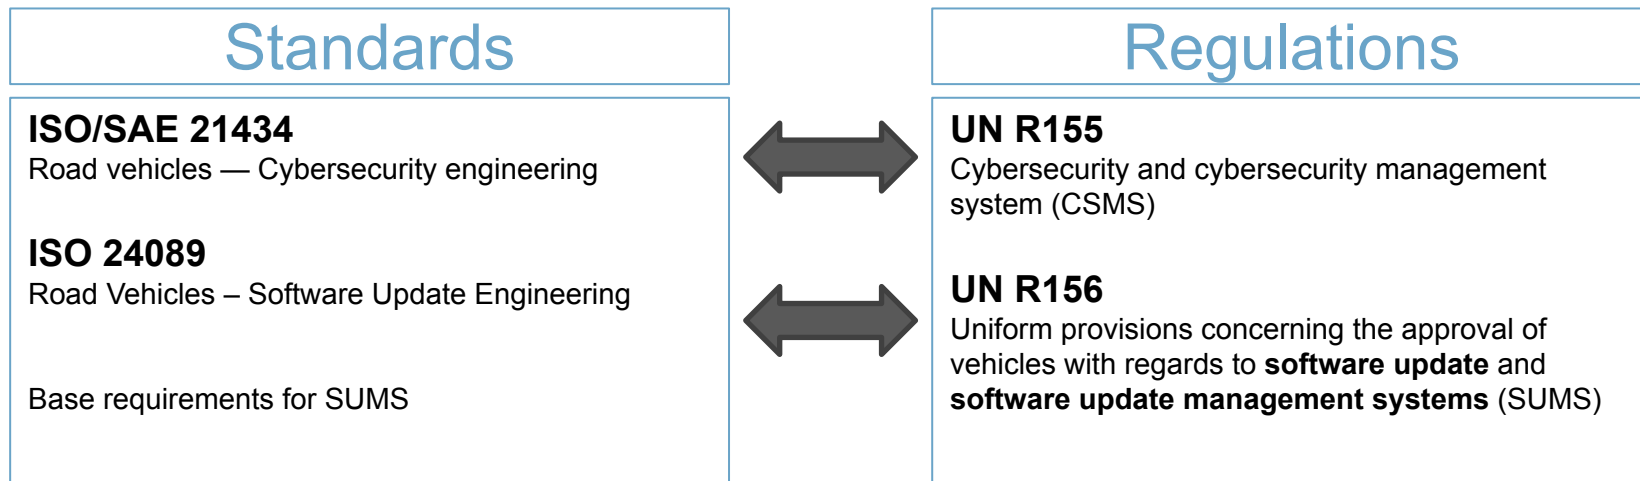 Standards
ISO/SAE 21434
Road vehicles — Cybersecurity engineering
ISO 24089
Road Vehicles – Software Update Engineering
Base requirements for SUMS
Regulations
UN R155
Cybersecurity and cybersecurity management
system (CSMS)
UN R156
Uniform provisions concerning the approval of
vehicles with regards to software update and
software update management systems (SUMS)